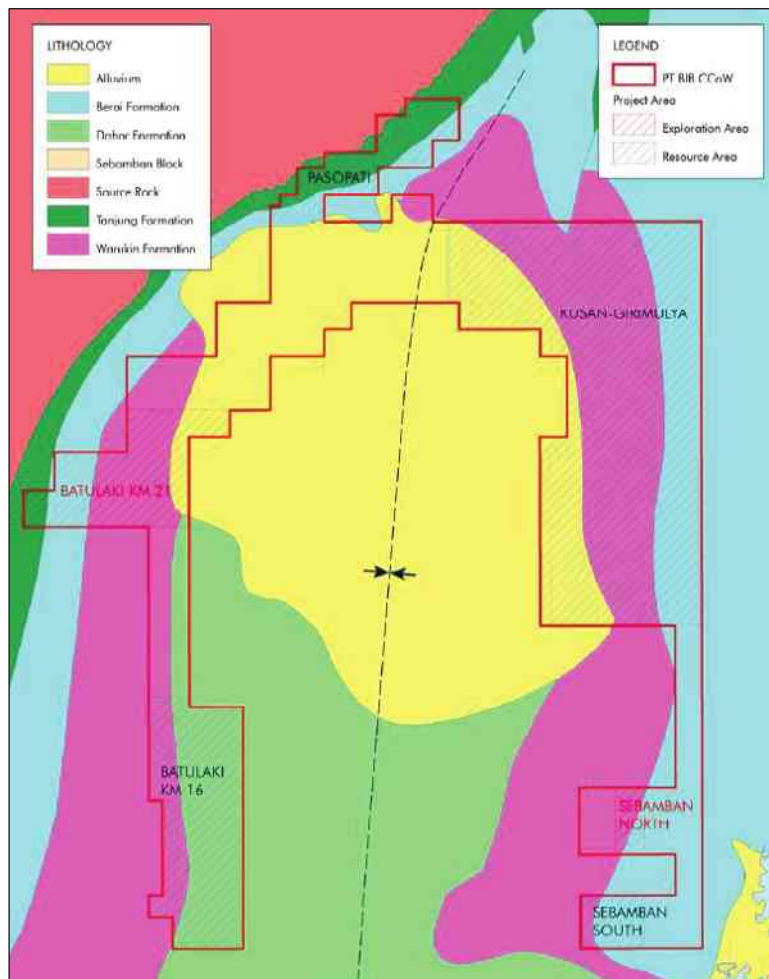 LITHOLOGY
Alluvium
Berai Formation
Dahor Formation
Sebamban Block
Source Rock
Tanjung Formation
Warukin Formation
LEGEND
PT BIB CCoW
Project Area
Exploration Area
Resource Area
PASOPATI
KUSAN-GIRIMULYA
BATULAKI KM 21
BATULAKI
KM 16
SEBAMBAN
NORTH
SEBAMBAN
SOUTH